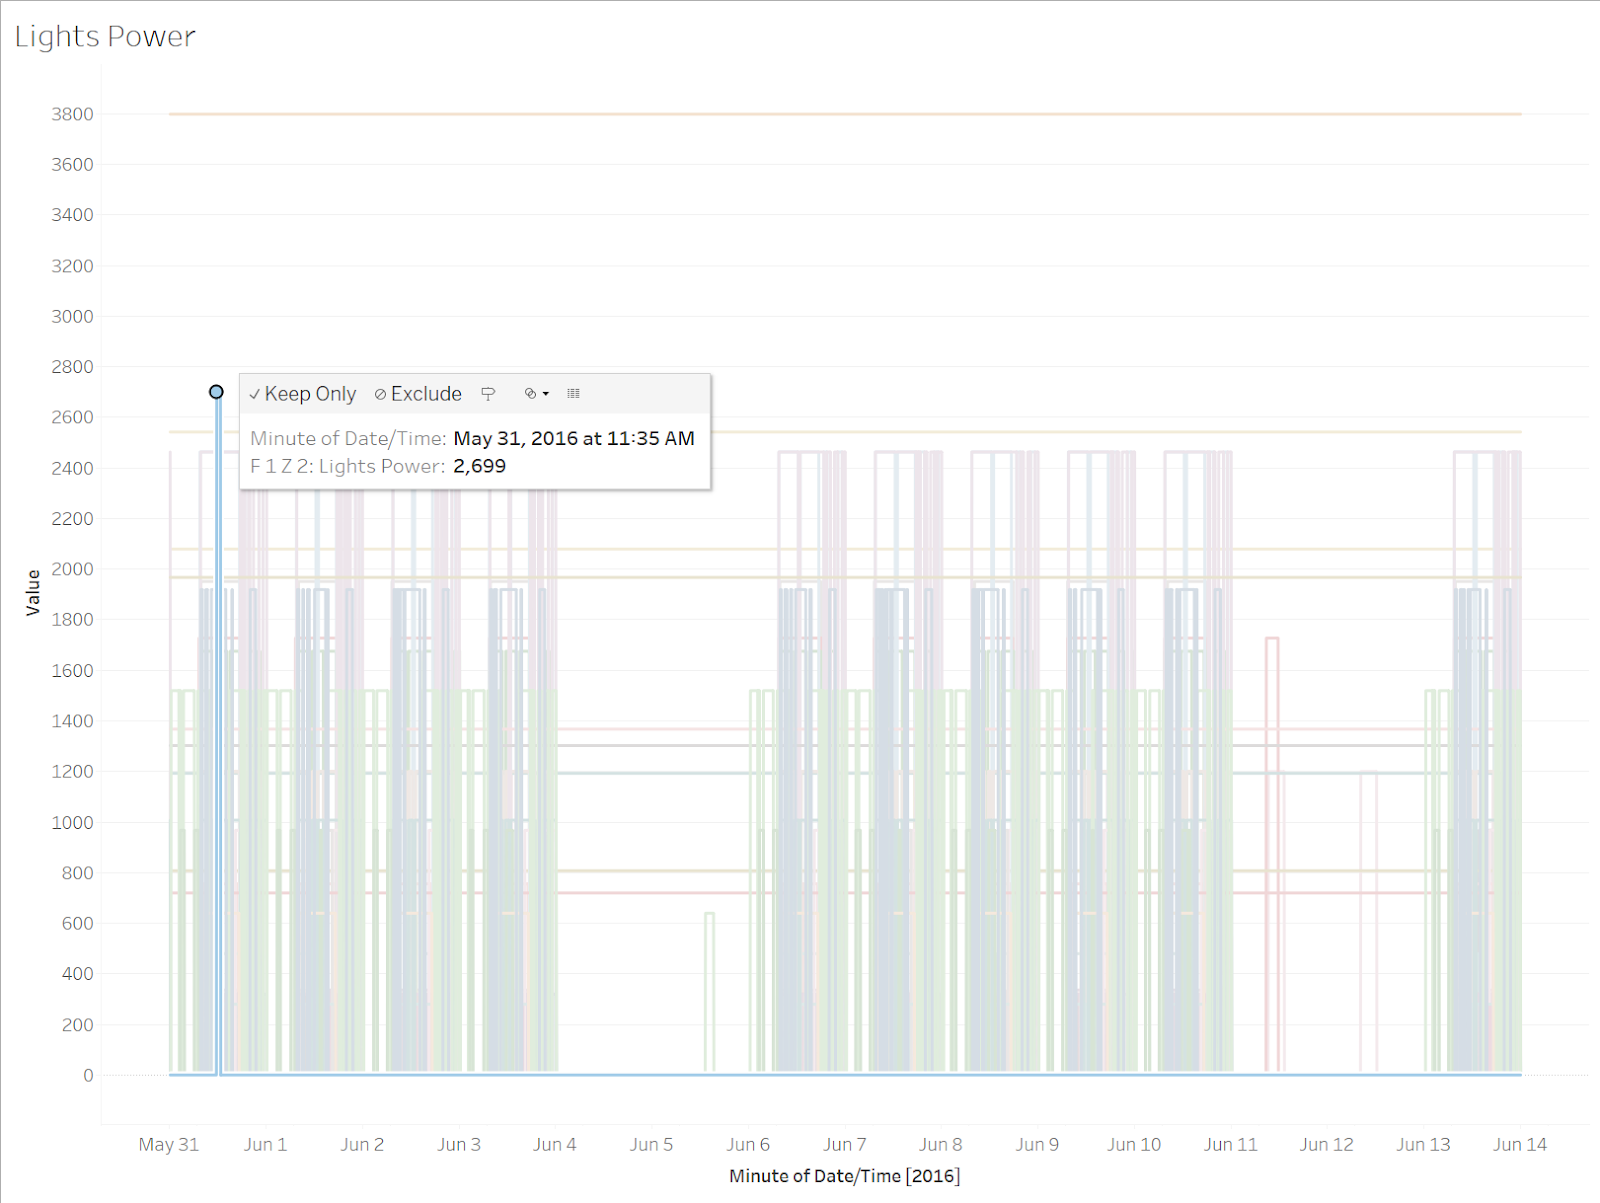 Lights Power
3800
3600
3400
3200
3000
2800
2600
2400
2200
2000
1800
1600
1400
1200
1000
800
600
400
200
0
Value
Keep Only Exclude
Minute of Date/Time: May 31, 2016 at 11:35 AM
F 1 Z 2: Lights Power: 2,699
May 31 Jun 1 Jun 2 Jun 3 Jun 4 Jun 5 Jun 6 Jun 7 Jun 8 Jun 9 Jun 10 Jun 11 Jun 12 Jun 13 Jun 14
Minute of Date/Time [2016]